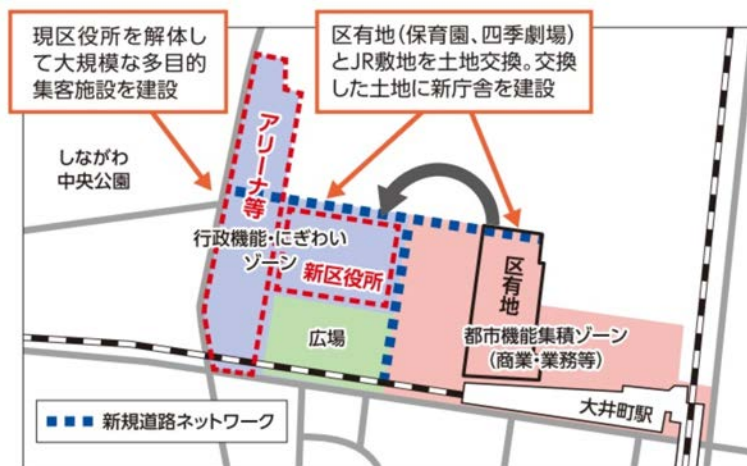 現区役所を解体し
て大規模な多目的
集客施設を建設
区有地(保育園、四季劇場)
とJR敷地を土地交換。交換
した土地に新庁舎を建設
しながわ
中央公園
アリーナ等
行政機能・にぎわい
ゾーン
新区役所
区有地
広場
都市機能集積ゾーン
(商業・業務等)
大井町駅
新規道路ネットワーク